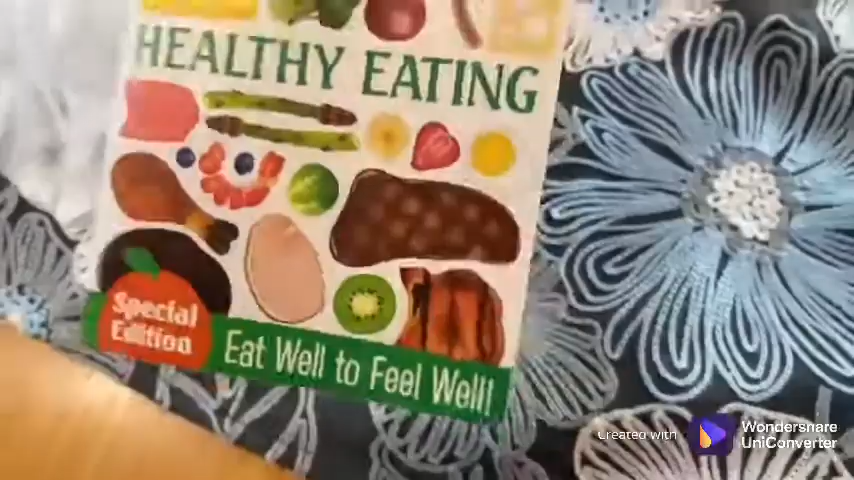 HEALTHY EATING
Special
Edition
Eat Well to Feel Well!
Created with
Wondershare
UniConverter